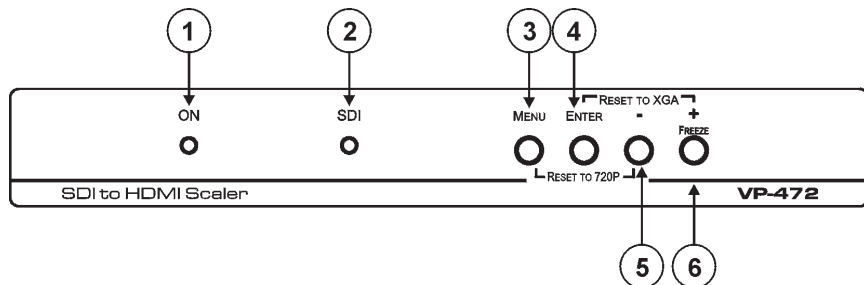 1 2 3 4
RESET TO XGA
ON SDI MENU ENTER - +
FREEZE
RESET TO 720P
SDI to HDMI Scaler VP-472
5 6